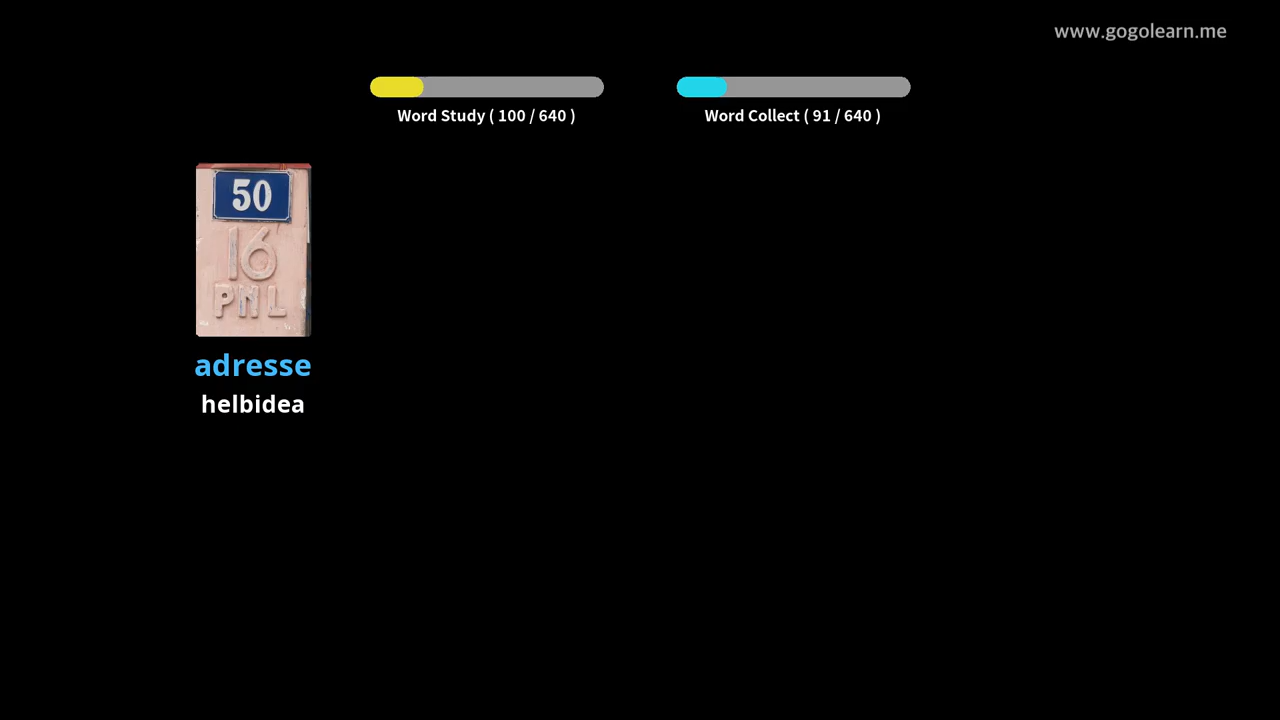 www.gogolearn.me
Word Study ( 100 / 640 )
Word Collect ( 91 / 640 )
50
16
PNL
adresse
helbidea